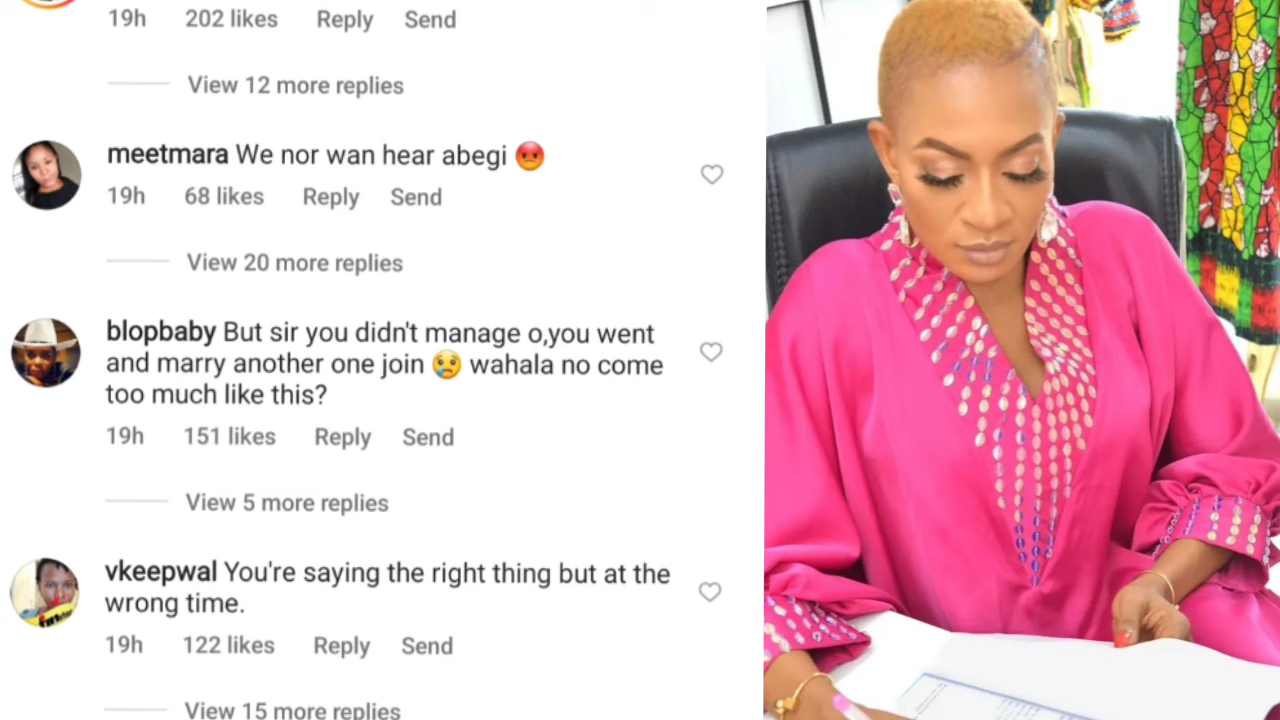 19h 202 likes Reply Send
View 12 more replies
meetmara We nor wan hear abegi 😡
19h 68 likes Reply Send
View 20 more replies
blopbaby But sir you didn't manage o,you went
and marry another one join 😢 wahala no come
too much like this?
19h 151 likes Reply Send
View 5 more replies
vkeepwal You're saying the right thing but at the
wrong time.
19h 122 likes Reply Send
View 15 more replies